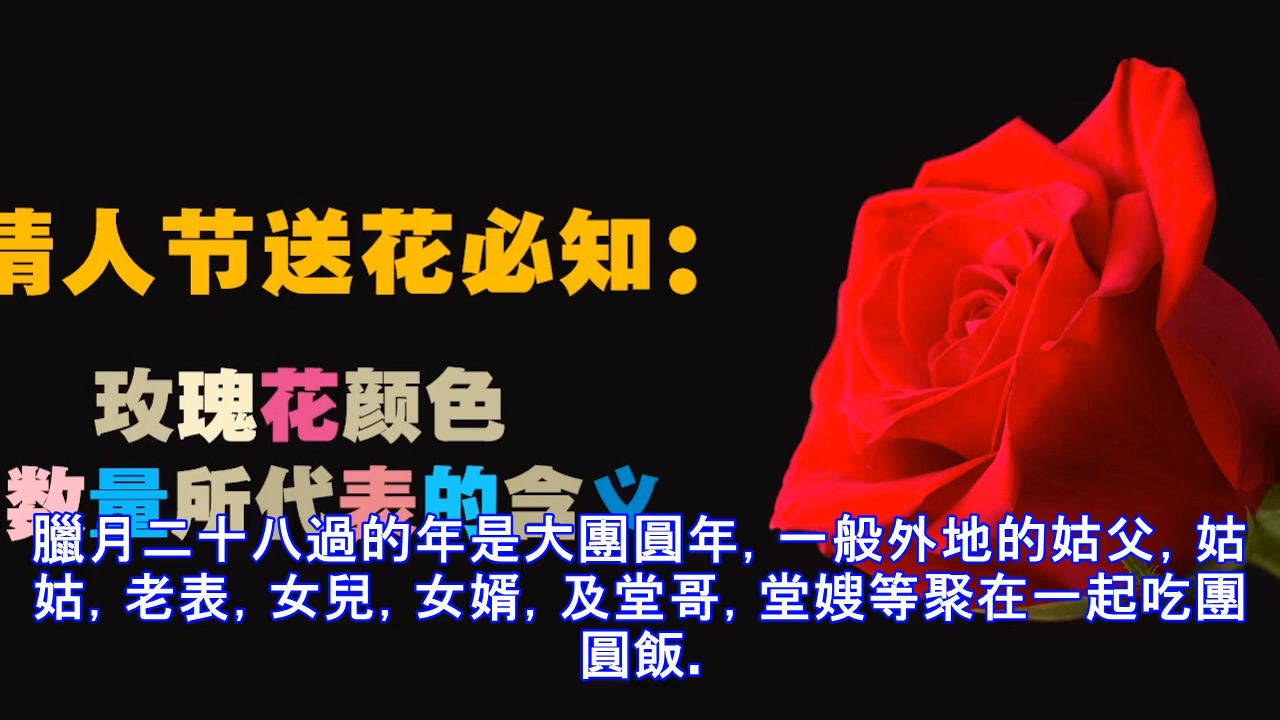 情人节送花必知：
玫瑰花颜色
数量所代表的含义
臘月二十八過的年是大團圓年, 一般外地的姑父, 姑
姑, 老表, 女兒, 女婿, 及堂哥, 堂嫂等聚在一起吃團
圓飯.